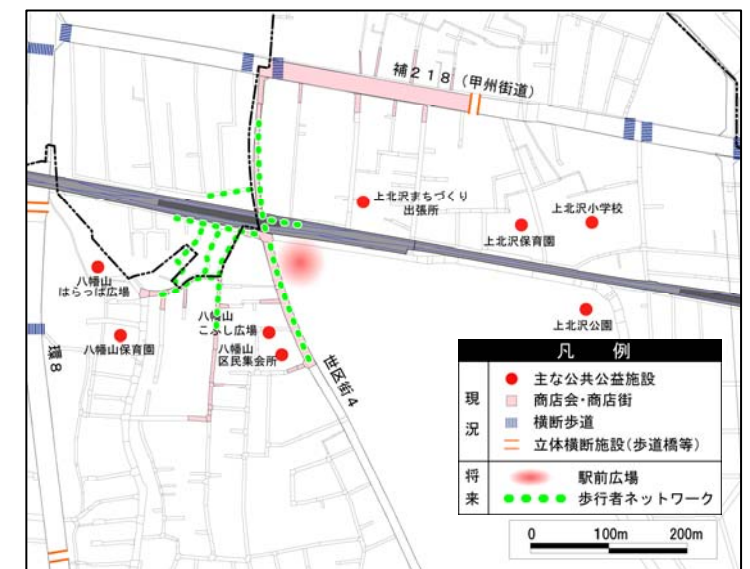 補218（甲州街道）
上北沢まちづくり
出張所
上北沢小学校
上北沢保育園
八幡山
はらっぱ広場
八幡山
こぶし広場
上北沢公園
八幡山保育園
八幡山
区民集会所
環8
世区街4
凡 例
現況
主な公共公益施設
商店会・商店街
横断歩道
立体横断施設（歩道橋等）
将来
駅前広場
歩行者ネットワーク
0 100m 200m